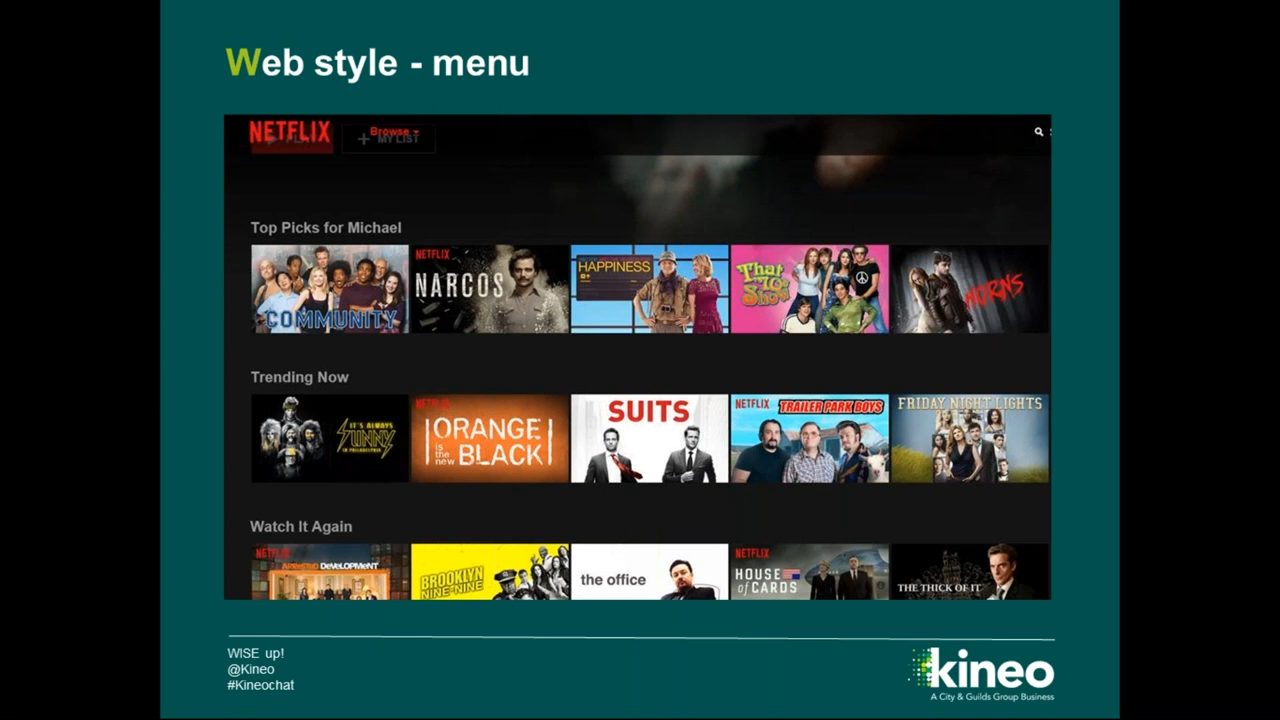 Web style - menu
NETFLIX
Browse
PLAY
+ MY LIST
Top Picks for Michael
COMMUNITY
NETFLIX
NARCOS
HAPPINESS
That '70s Show
HORNS
Trending Now
IT'S ALWAYS
SUNNY
IN PHILADELPHIA
NETFLIX
ORANGE
is the new
BLACK
SUITS
NETFLIX
TRAILER PARK BOYS
FRIDAY NIGHT LIGHTS
Watch It Again
NETFLIX
ARRESTED DEVELOPMENT
BROOKLYN
NINE-NINE
the office
NETFLIX
HOUSE
of CARDS
THE THICK OF IT
WISE up!
@Kineo
#Kineochat
kineo
A City & Guilds Group Business